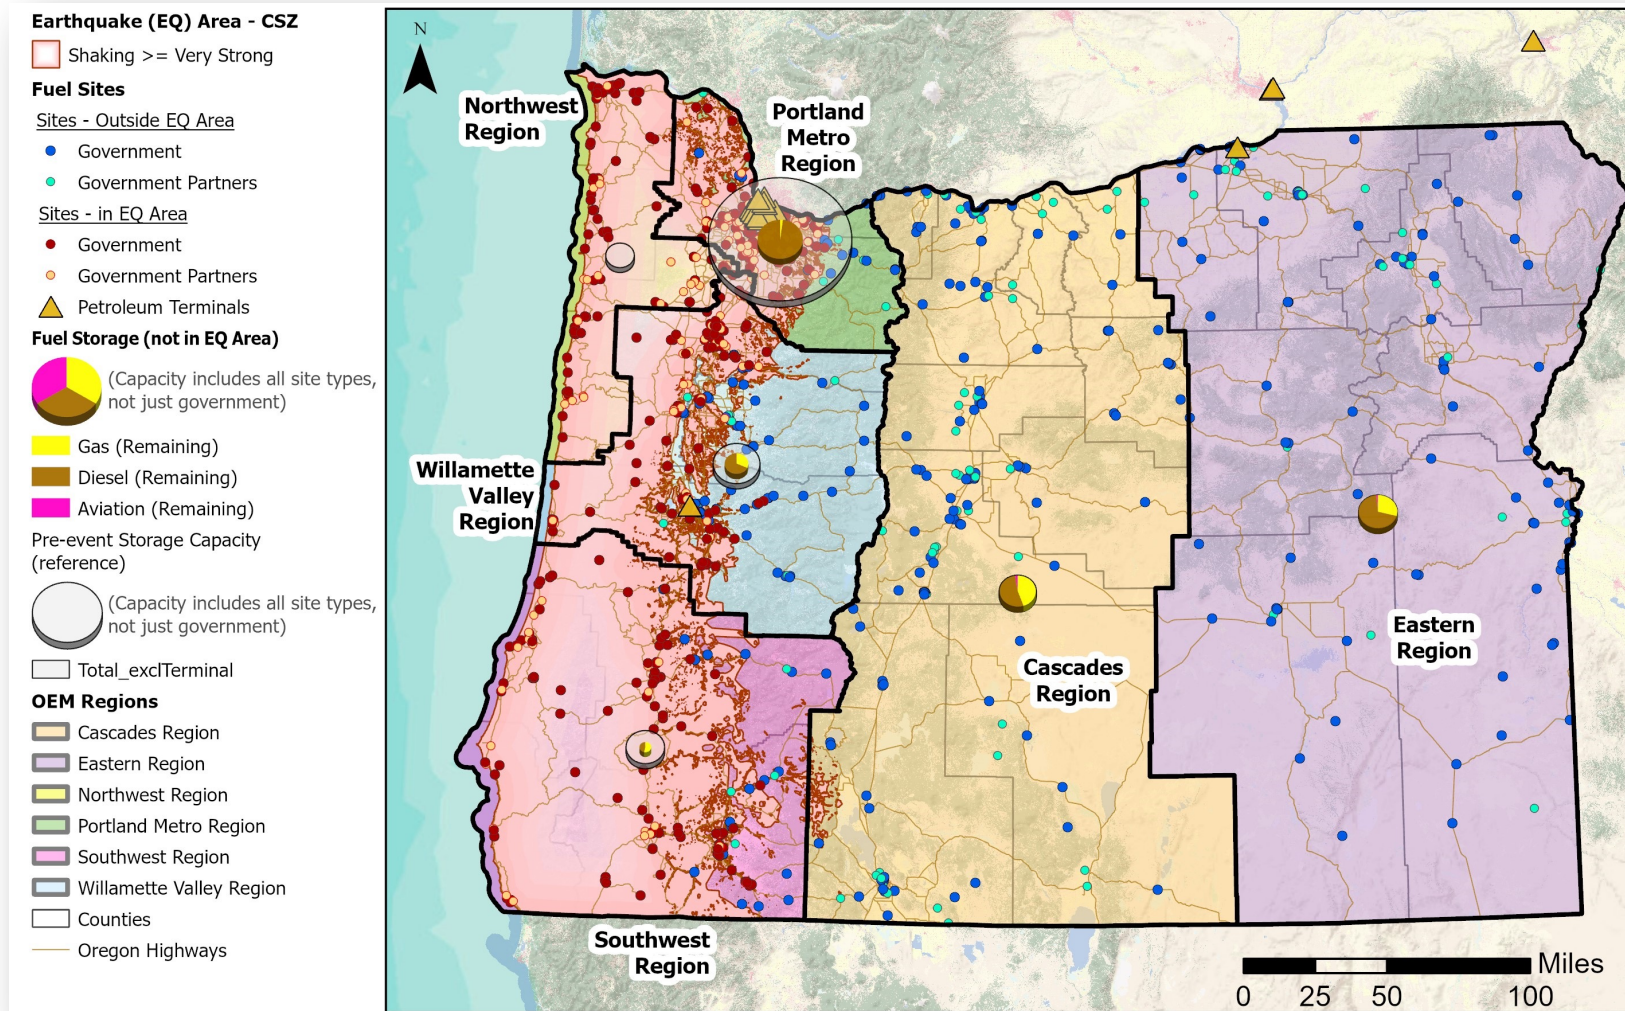 Earthquake (EQ) Area - CSZ
Shaking >= Very Strong
Fuel Sites
Sites - Outside EQ Area
Government
Government Partners
Sites - in EQ Area
Government
Government Partners
Petroleum Terminals
Fuel Storage (not in EQ Area)
(Capacity includes all site types,
not just government)
Gas (Remaining)
Diesel (Remaining)
Aviation (Remaining)
Pre-event Storage Capacity
(reference)
(Capacity includes all site types,
not just government)
Total_exclTerminal
OEM Regions
Cascades Region
Eastern Region
Northwest Region
Portland Metro Region
Southwest Region
Willamette Valley Region
Counties
Oregon Highways
N
Northwest
Region
Portland
Metro
Region
Willamette
Valley
Region
Eastern
Region
Cascades
Region
Southwest
Region
Miles
0 25 50 100